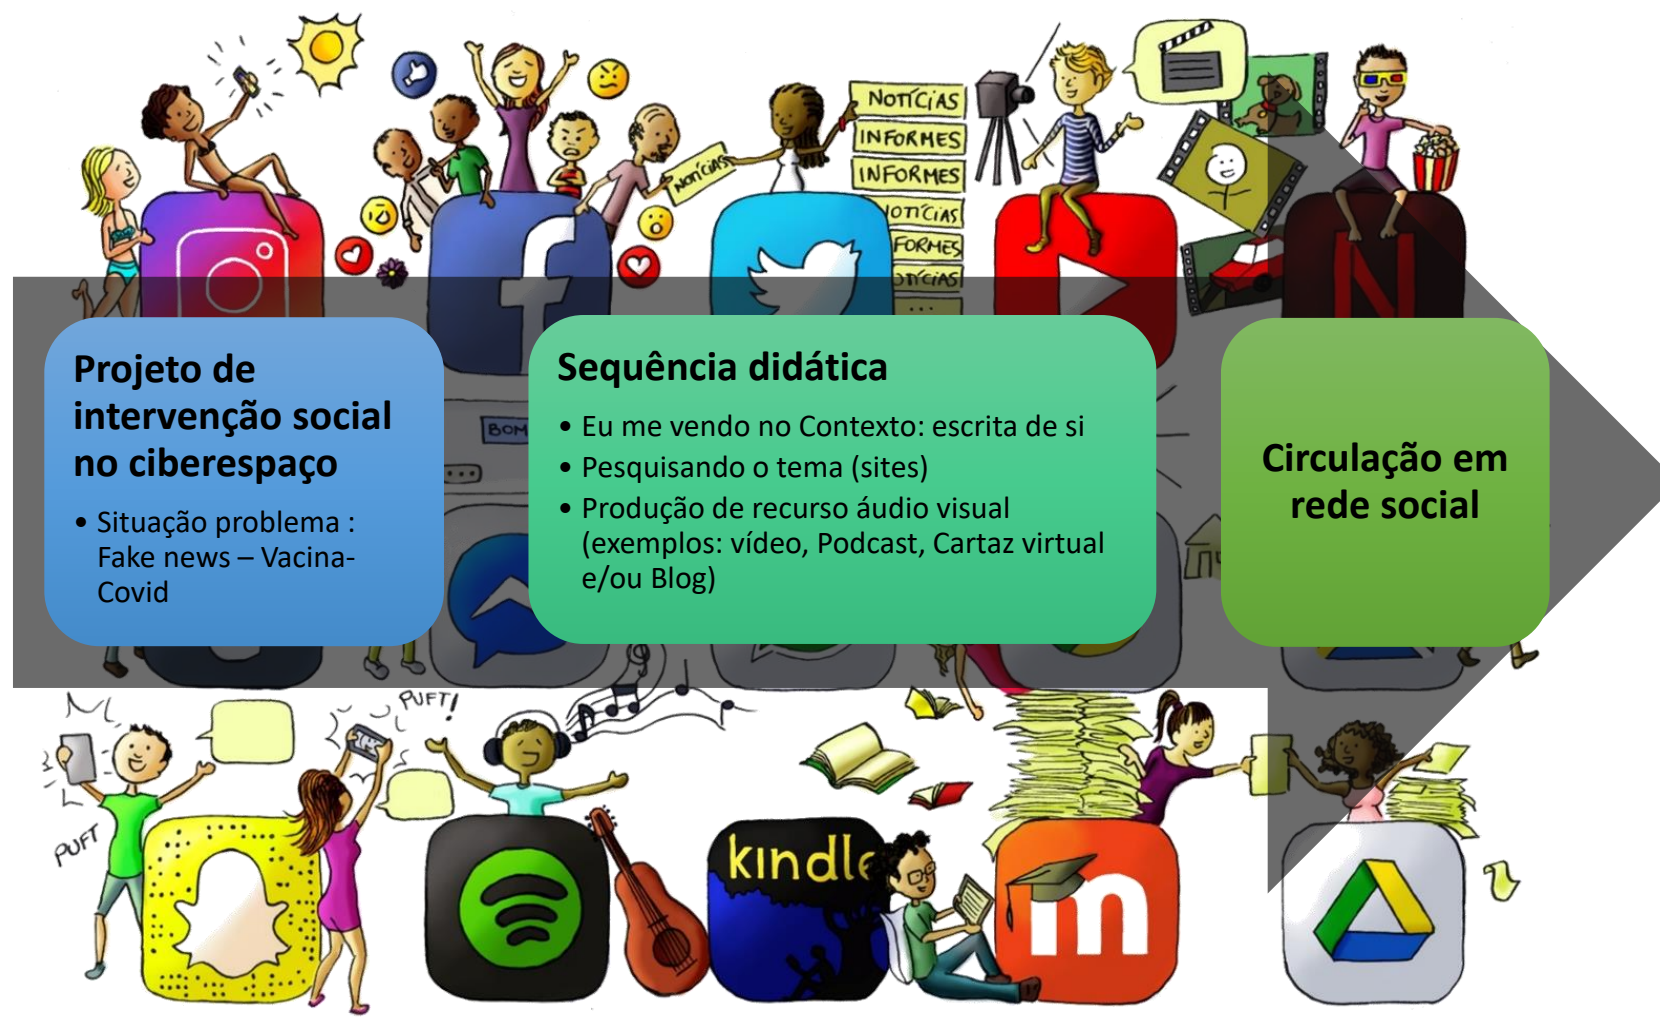 NOTÍCIAS
INFORMES
INFORMES
NOTÍCIAS
Projeto de
intervenção social
no ciberespaço
• Situação problema :
Fake news – Vacina-
Covid
BOM
Sequência didática
• Eu me vendo no Contexto: escrita de si
• Pesquisando o tema (sites)
• Produção de recurso áudio visual
(exemplos: vídeo, Podcast, Cartaz virtual
e/ou Blog)
Circulação em
rede social
PUFT!
PUFT
kindle
m